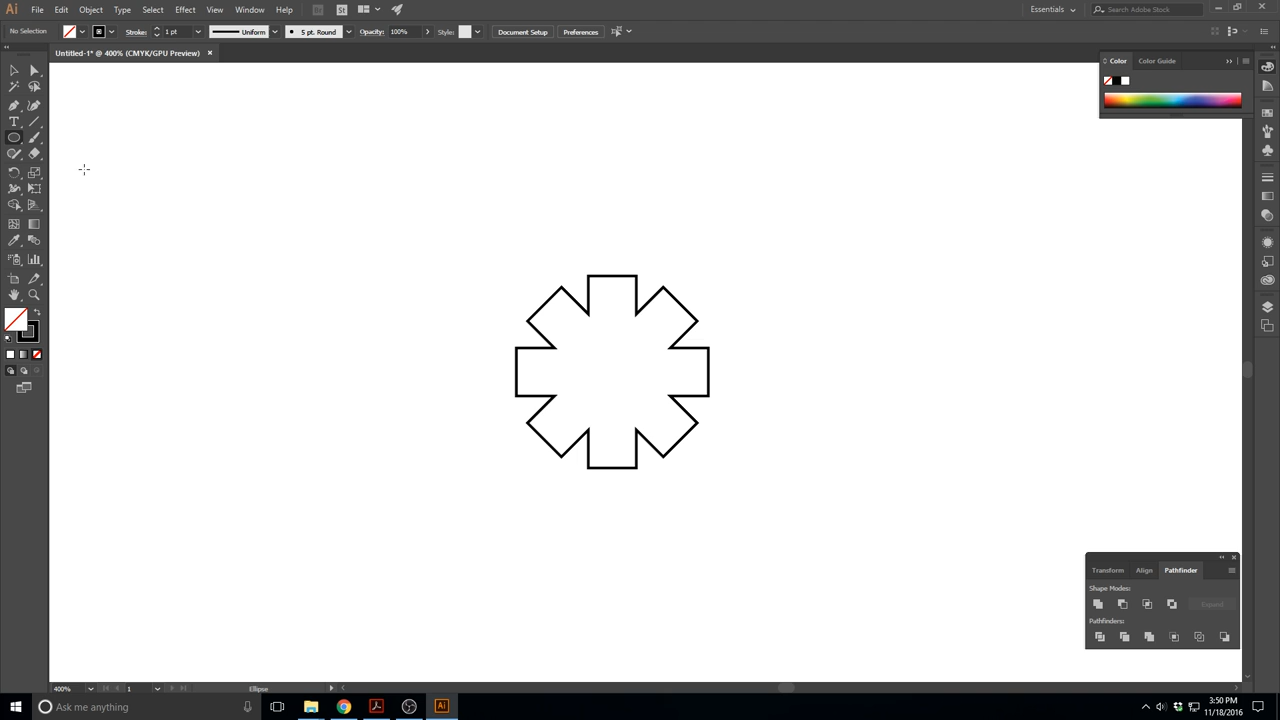 Ai File Edit Object Type Select Effect View Window Help Br St Essentials Search Adobe Stock
No Selection Stroke: 1 pt Uniform 5 pt. Round Opacity: 100% Style: Document Setup Preferences
Untitled-1* @ 400% (CMYK/GPU Preview) ×
Color Color Guide
Transform Align Pathfinder
Shape Modes:
Expand
Pathfinders:
400% 1 Ellipse
Ask me anything Ai 3:50 PM
11/18/2016